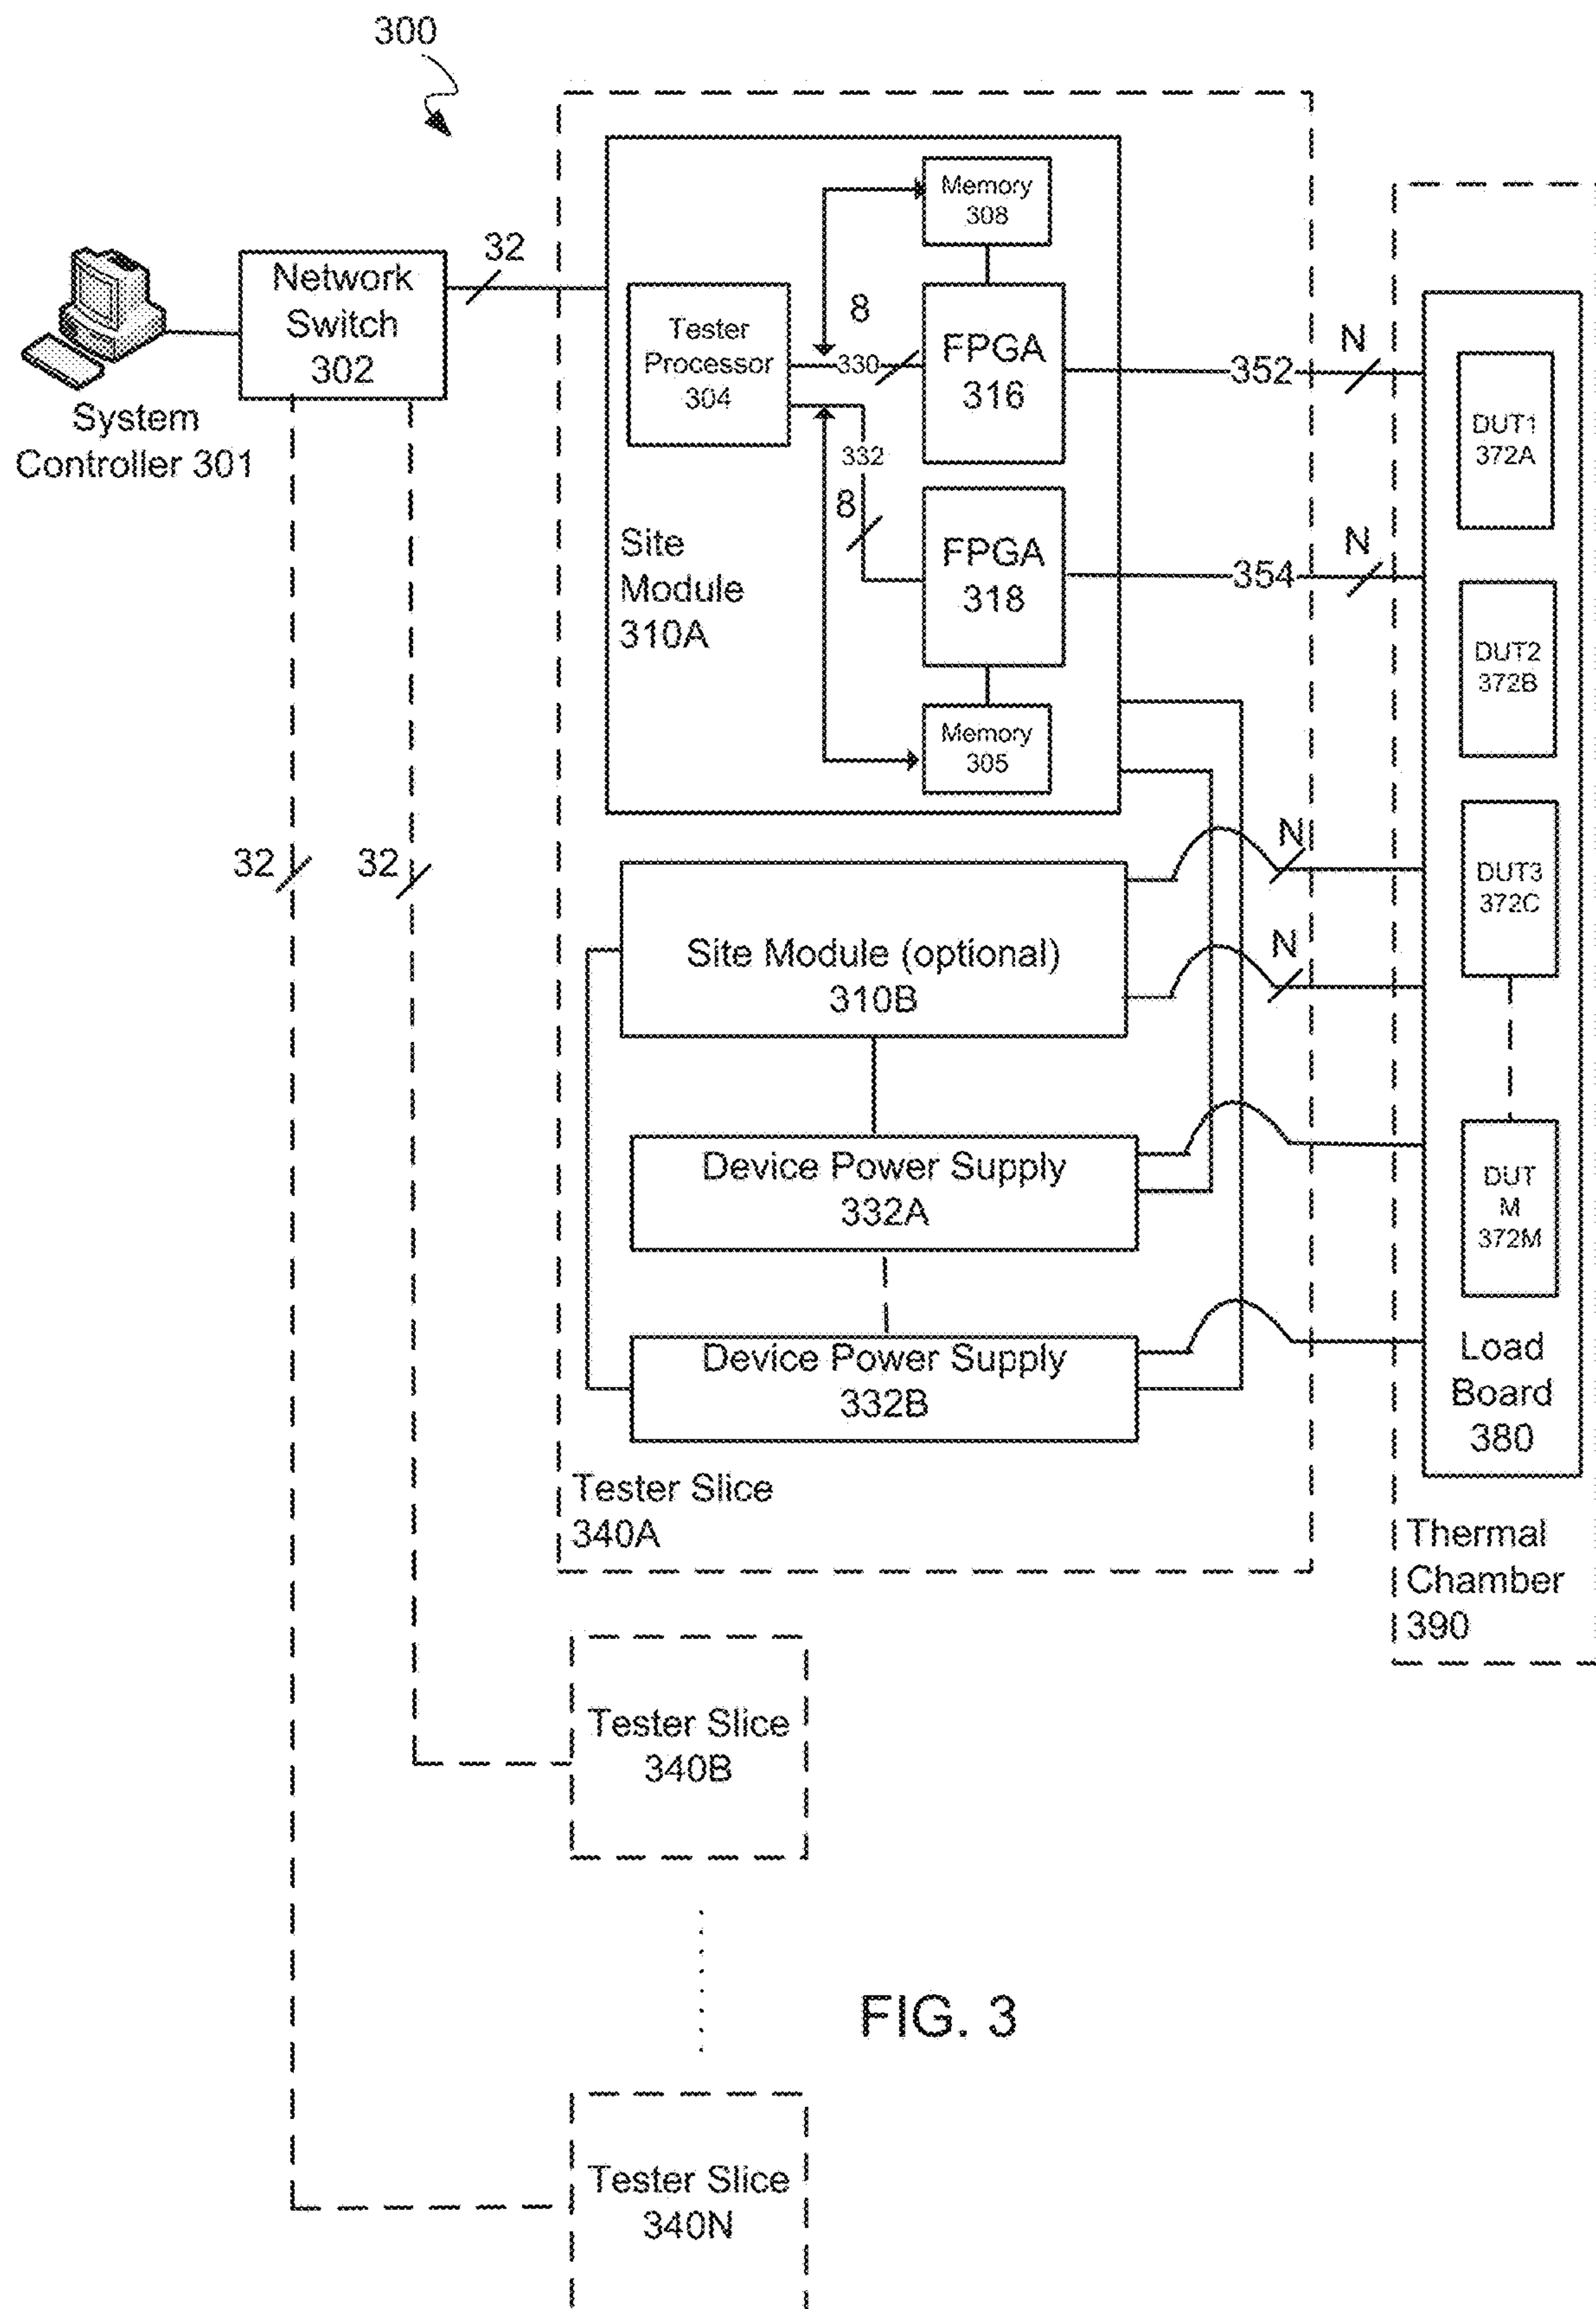 300
32
Network
Switch
302
System
Controller 301
Memory
308
Tester
Processor
304
8
330
FPGA
316
332
8
Site
Module
310A
FPGA
318
Memory
305
352
N
354
N
DUT1
372A
DUT2
372B
DUT3
372C
DUT
M
372M
Load
Board
380
Thermal
Chamber
390
32
32
N
N
Site Module (optional)
310B
Device Power Supply
332A
Device Power Supply
332B
Tester Slice
340A
Tester Slice
340B
FIG. 3
Tester Slice
340N